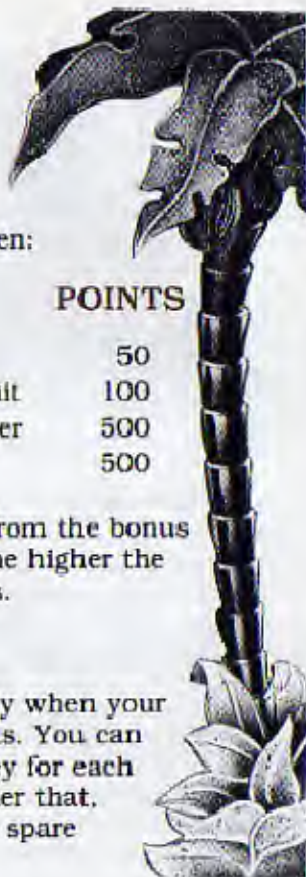 en:
POINTS
50
it 100
er 500
500
rom the bonus
e higher the
s.
y when your
s. You can
ey for each
er that,
spare